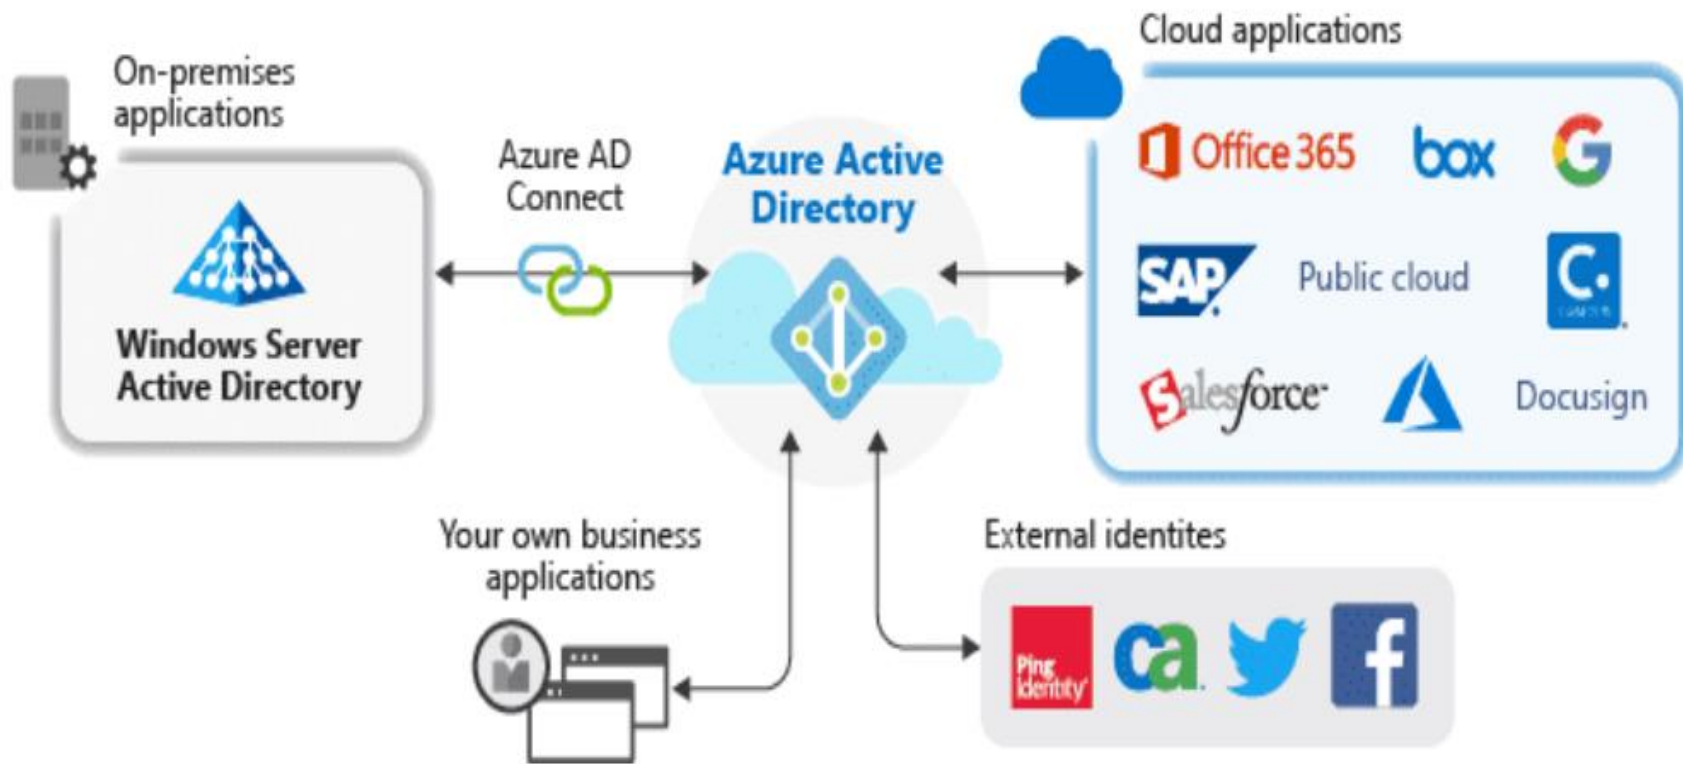 Cloud applications
On-premises
applications
Azure AD
Connect
Azure Active
Directory
Office 365
box
G
SAP
Public cloud
C.
Windows Server
Active Directory
Salesforce
Docusign
Your own business
applications
External identites
Ping
Identity
ca
f